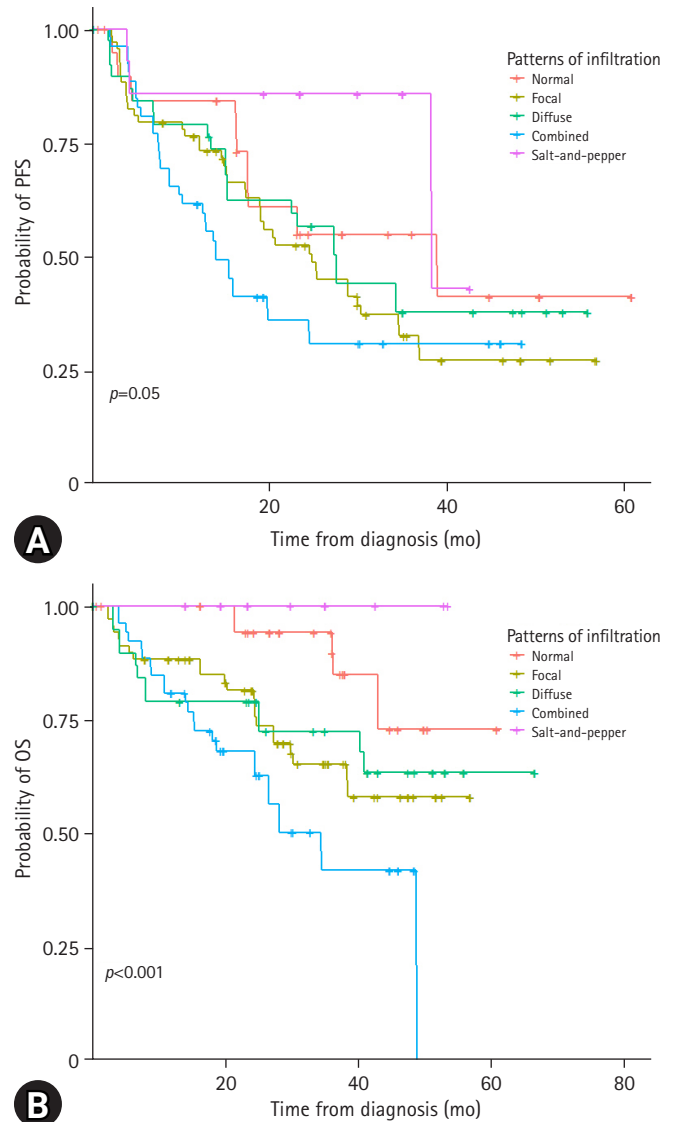 1.00
0.75
0.50
0.25
0
Probability of PFS
Patterns of infiltration
Normal
Focal
Diffuse
Combined
Salt-and-pepper
p=0.05
20
40
60
Time from diagnosis (mo)
A
1.00
0.75
0.50
0.25
0
Probability of OS
Patterns of infiltration
Normal
Focal
Diffuse
Combined
Salt-and-pepper
p<0.001
20
40
60
80
Time from diagnosis (mo)
B